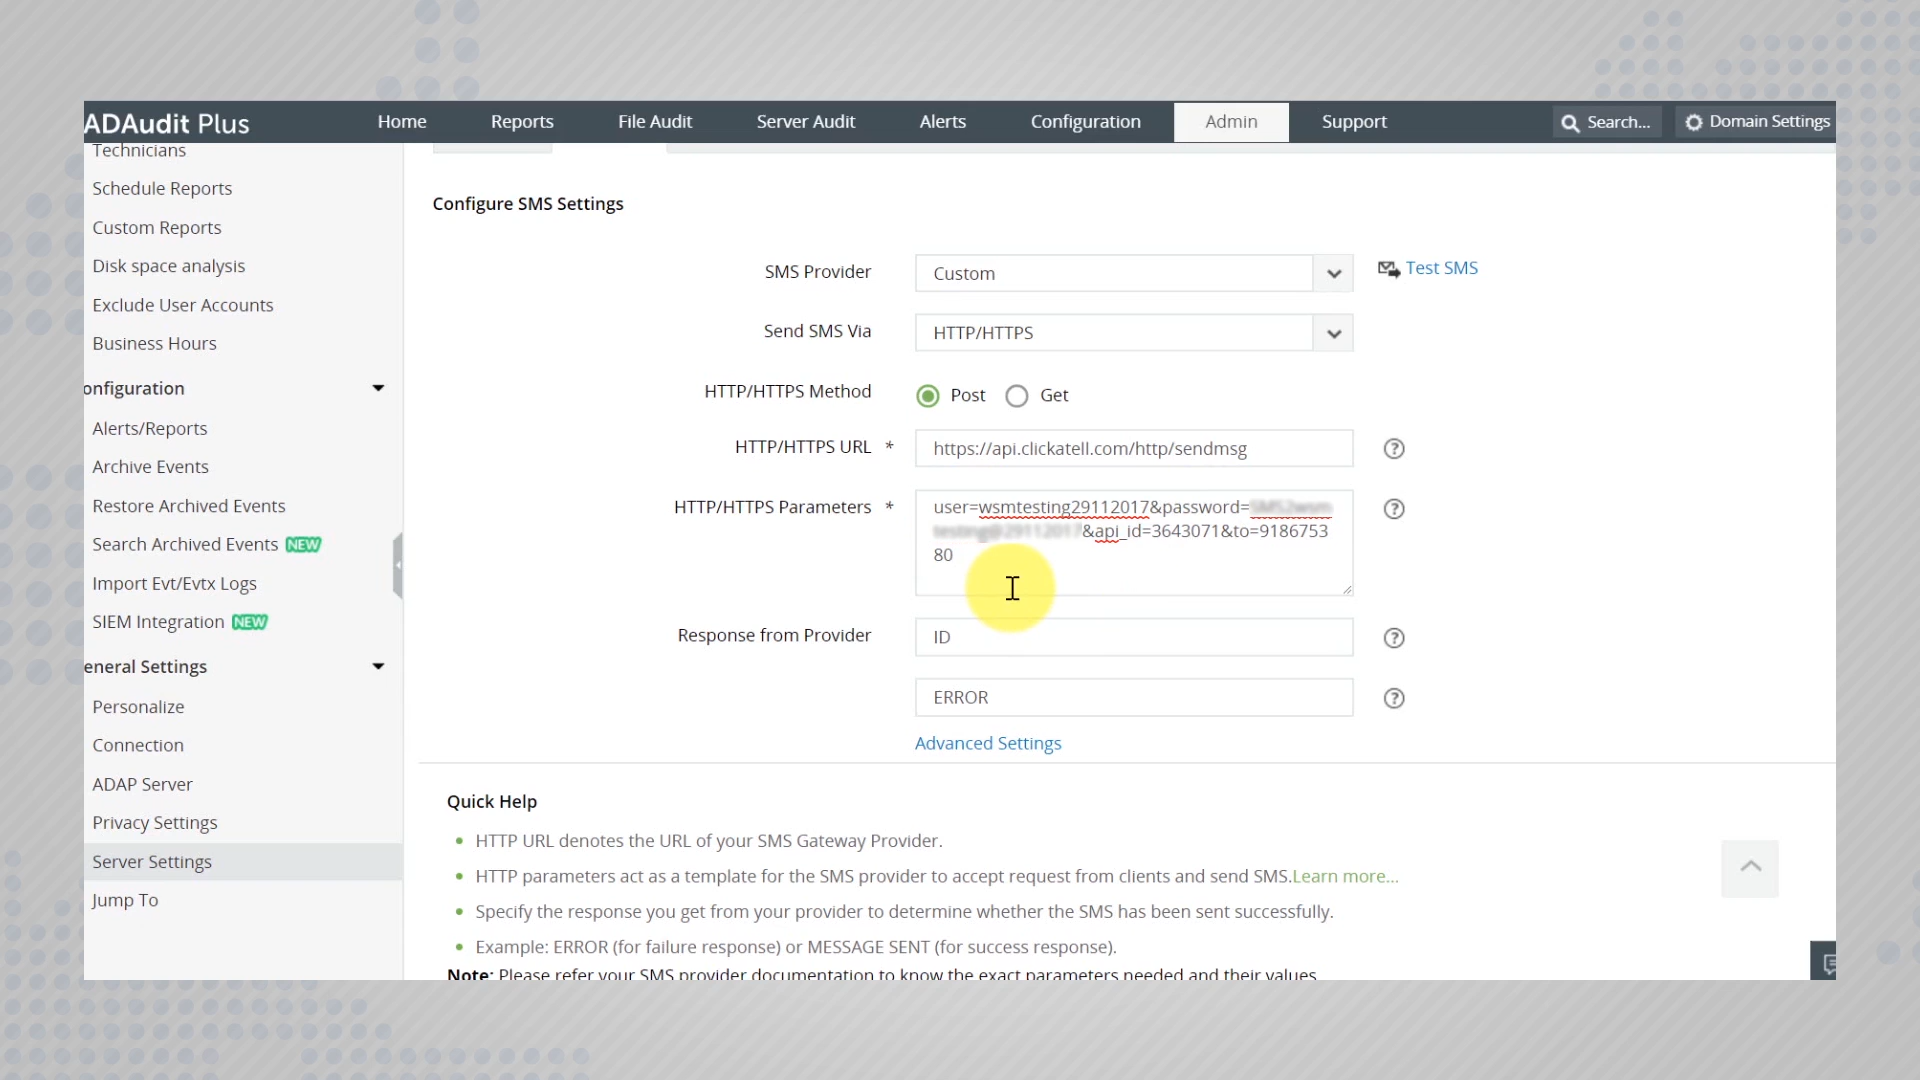 ADAudit Plus
Home
Reports
File Audit
Server Audit
Alerts
Configuration
Admin
Support
Search...
Domain Settings
Technicians
Schedule Reports
Custom Reports
Disk space analysis
Exclude User Accounts
Business Hours
onfiguration
Alerts/Reports
Archive Events
Restore Archived Events
Search Archived Events NEW
Import Evt/Evtx Logs
SIEM Integration NEW
eneral Settings
Personalize
Connection
ADAP Server
Privacy Settings
Server Settings
Jump To
Configure SMS Settings
SMS Provider
Custom
Test SMS
Send SMS Via
HTTP/HTTPS
HTTP/HTTPS Method
Post
Get
HTTP/HTTPS URL *
https://api.clickatell.com/http/sendmsg
HTTP/HTTPS Parameters *
user=wsmtesting29112017&password=
&api_id=3643071&to=9186753
80
Response from Provider
ID
ERROR
Advanced Settings
Quick Help
HTTP URL denotes the URL of your SMS Gateway Provider.
HTTP parameters act as a template for the SMS provider to accept request from clients and send SMS.Learn more...
Specify the response you get from your provider to determine whether the SMS has been sent successfully.
Example: ERROR (for failure response) or MESSAGE SENT (for success response).
Note: Please refer your SMS provider documentation to know the exact parameters needed and their values